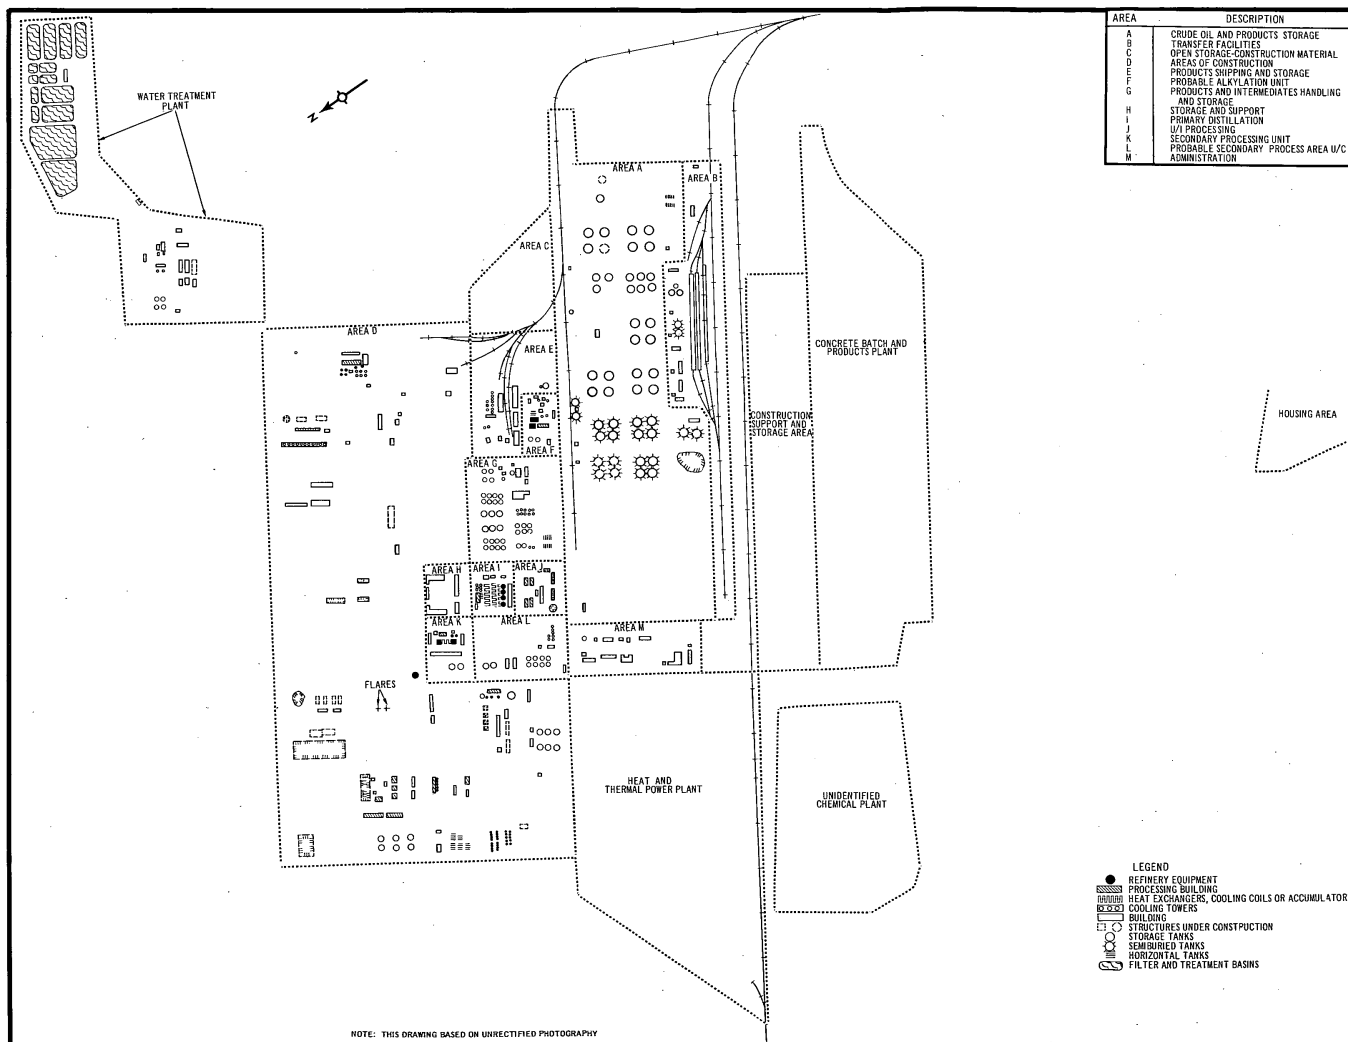 AREA DESCRIPTION
A CRUDE OIL AND PRODUCTS STORAGE
B TRANSFER FACILITIES
C OPEN STORAGE-CONSTRUCTION MATERIAL
D AREAS OF CONSTRUCTION
E PRODUCTS SHIPPING AND STORAGE
F PROBABLE ALKYLATION UNIT
G PRODUCTS AND INTERMEDIATES HANDLING
AND STORAGE
H STORAGE AND SUPPORT
I PRIMARY DISTILLATION
J U/I PROCESSING
K SECONDARY PROCESSING UNIT
L PROBABLE SECONDARY PROCESS AREA U/C
M ADMINISTRATION
WATER TREATMENT
PLANT
N
AREA A
AREA B
AREA C
AREA D
AREA E
CONCRETE BATCH AND
PRODUCTS PLANT
CONSTRUCTION
SUPPORT AND
STORAGE AREA
HOUSING AREA
AREA F
AREA G
AREA H
AREA I
AREA J
AREA K
AREA L
AREA M
FLARES
HEAT AND
THERMAL POWER PLANT
UNIDENTIFIED
CHEMICAL PLANT
LEGEND
REFINERY EQUIPMENT
PROCESSING BUILDING
HEAT EXCHANGERS, COOLING COILS OR ACCUMULATOR
COOLING TOWERS
BUILDING
STRUCTURES UNDER CONSTPUCTION
STORAGE TANKS
SEMIBURIED TANKS
HORIZONTAL TANKS
FILTER AND TREATMENT BASINS
NOTE: THIS DRAWING BASED ON UNRECTIFIED PHOTOGRAPHY